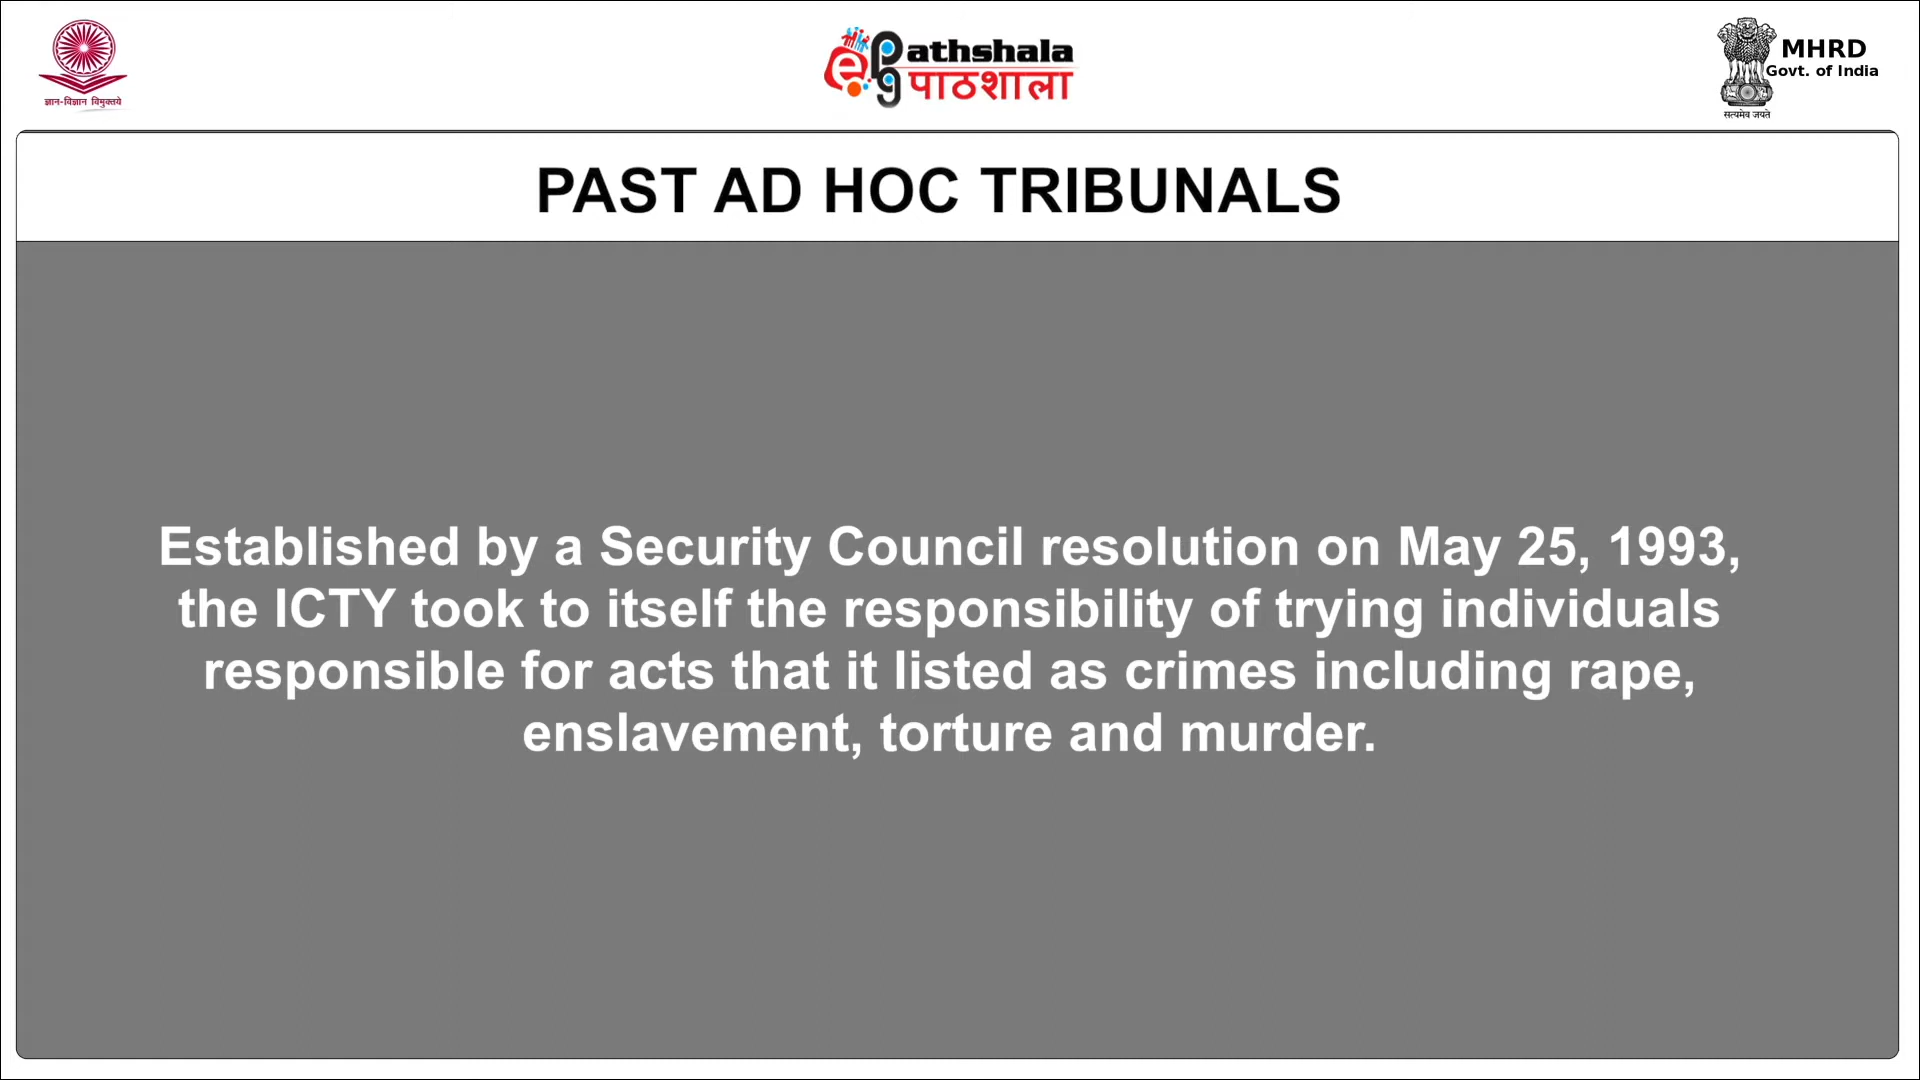 ज्ञान-विज्ञान विमुक्तये
e pg athshala
पाठशाला
MHRD
Govt. of India
सत्यमेव जयते
PAST AD HOC TRIBUNALS
Established by a Security Council resolution on May 25, 1993,
the ICTY took to itself the responsibility of trying individuals
responsible for acts that it listed as crimes including rape,
enslavement, torture and murder.